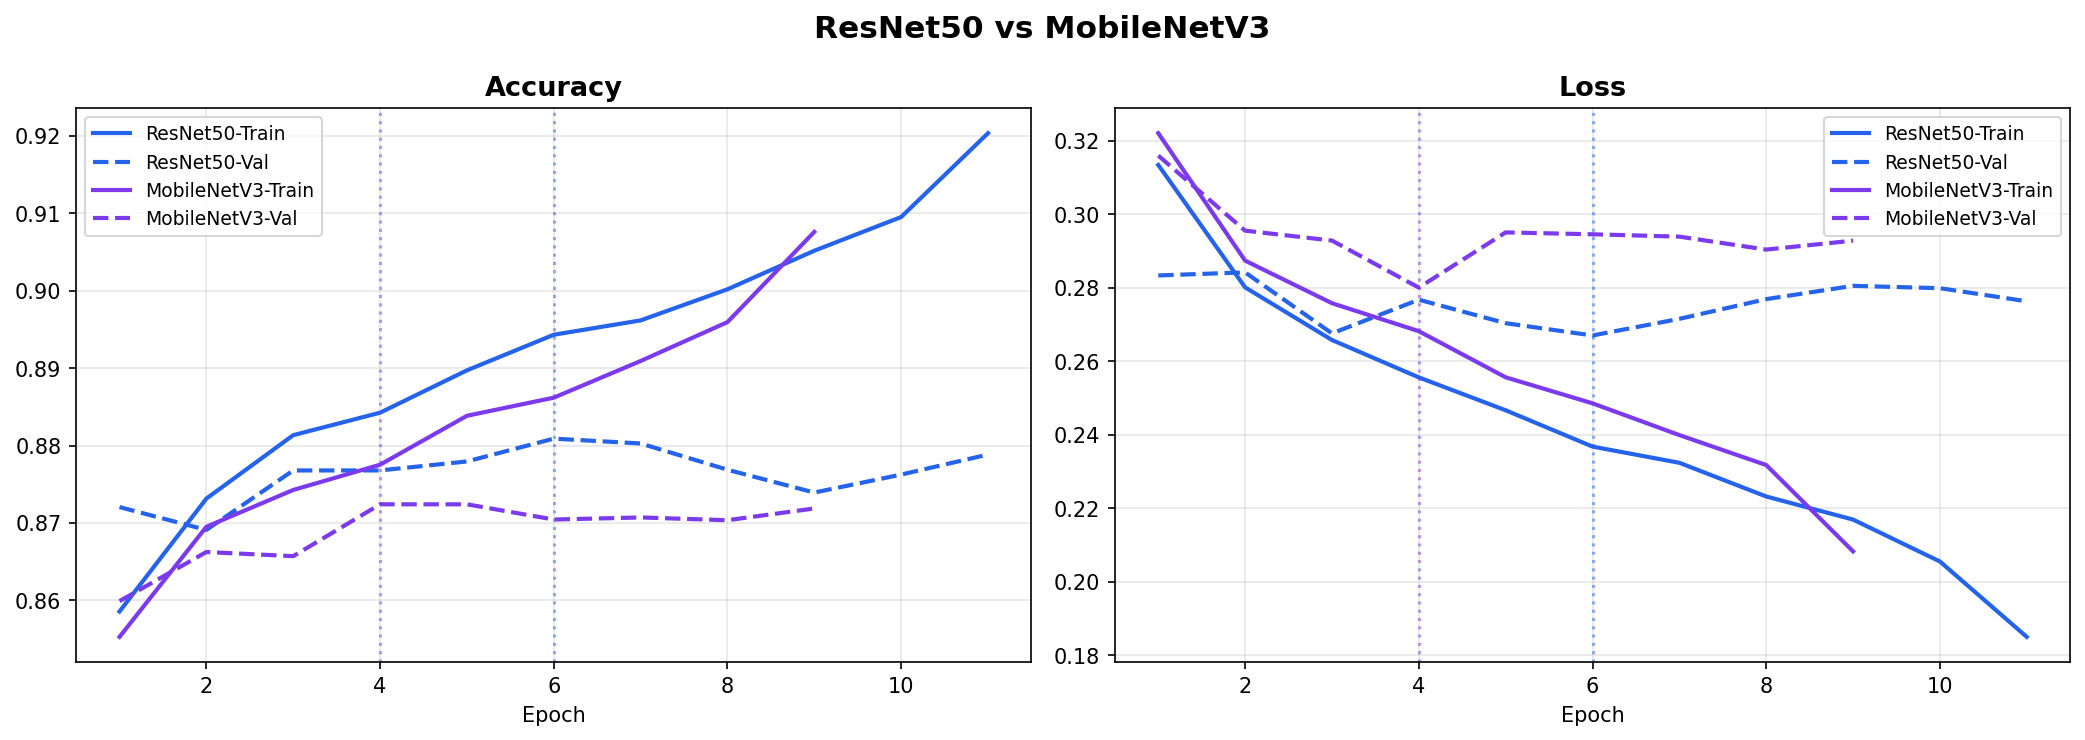 ResNet50 vs MobileNetV3
Accuracy
0.92
0.91
0.90
0.89
0.88
0.87
0.86
ResNet50-Train
ResNet50-Val
MobileNetV3-Train
MobileNetV3-Val
2 4 6 8 10
Epoch
Loss
0.32
0.30
0.28
0.26
0.24
0.22
0.20
0.18
ResNet50-Train
ResNet50-Val
MobileNetV3-Train
MobileNetV3-Val
2 4 6 8 10
Epoch